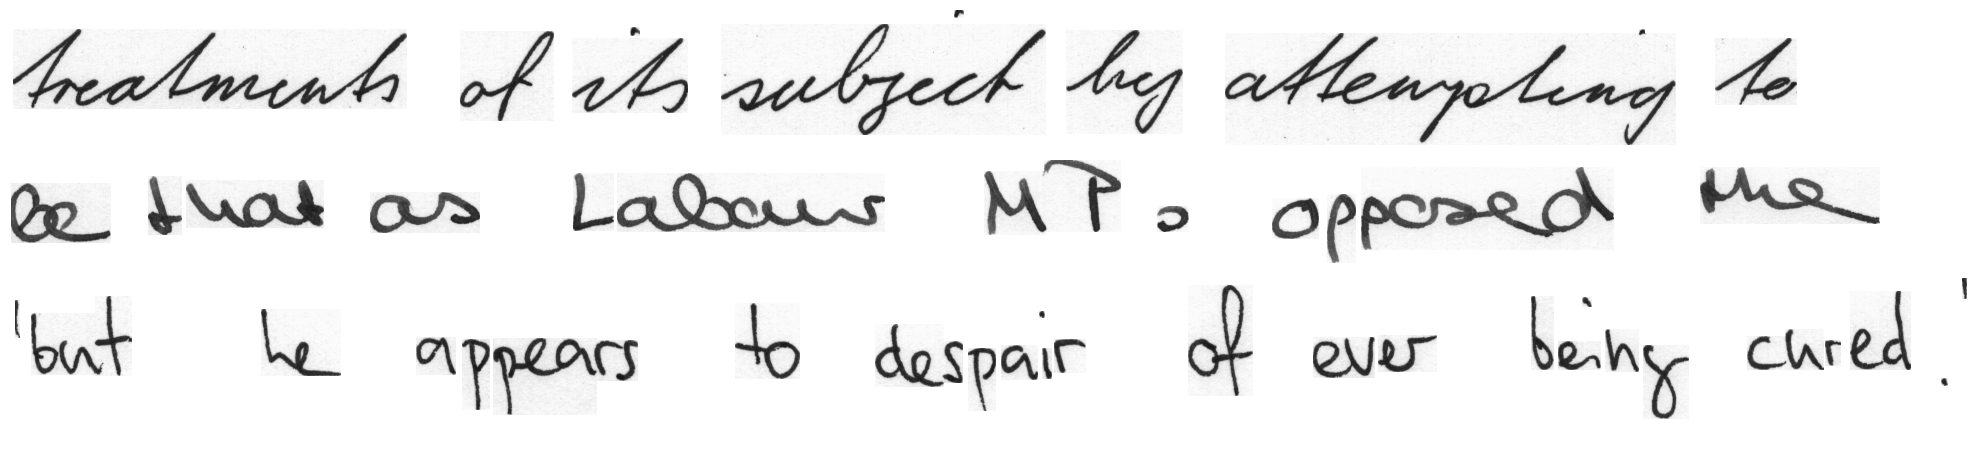 treatments of its subject by attempting to
be that as Labour MPs opposed the
'but he appears to despair of ever being cured.'